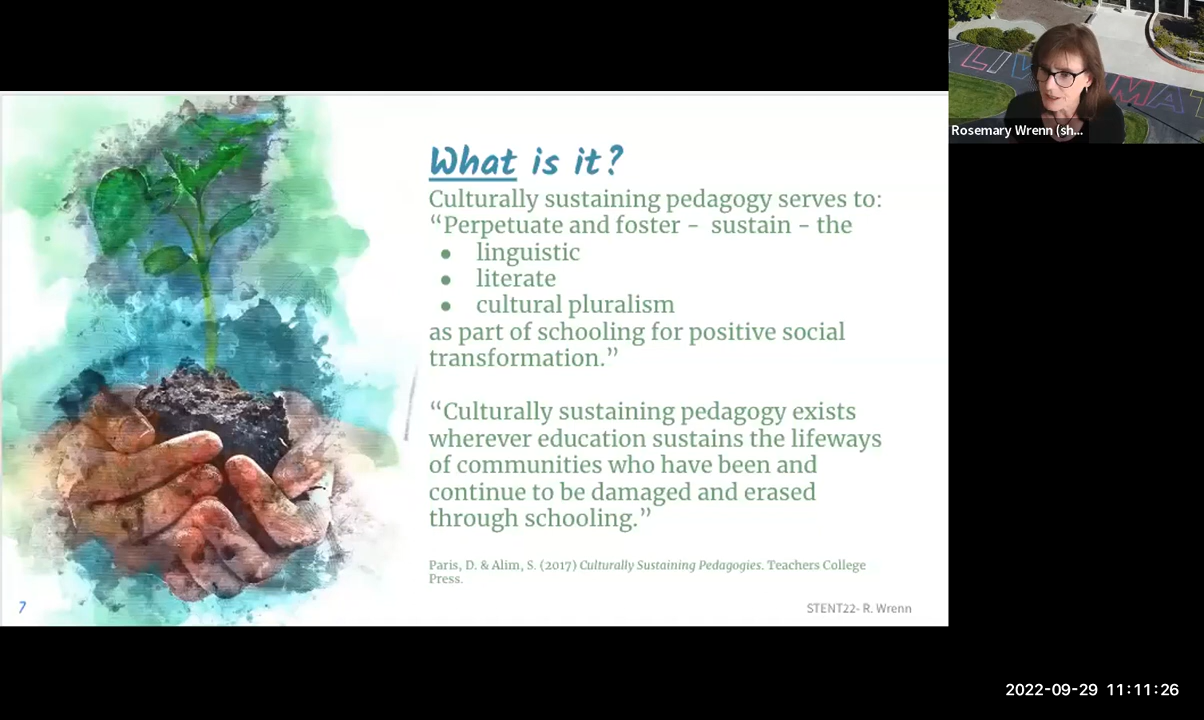 What is it?
Culturally sustaining pedagogy serves to:
“Perpetuate and foster - sustain - the
● linguistic
● literate
● cultural pluralism
as part of schooling for positive social
transformation.”
“Culturally sustaining pedagogy exists
wherever education sustains the lifeways
of communities who have been and
continue to be damaged and erased
through schooling.”
Paris, D. & Alim, S. (2017) Culturally Sustaining Pedagogies. Teachers College
Press.
7
STENT22- R. Wrenn
Rosemary Wrenn (sh...
2022-09-29 11:11:26